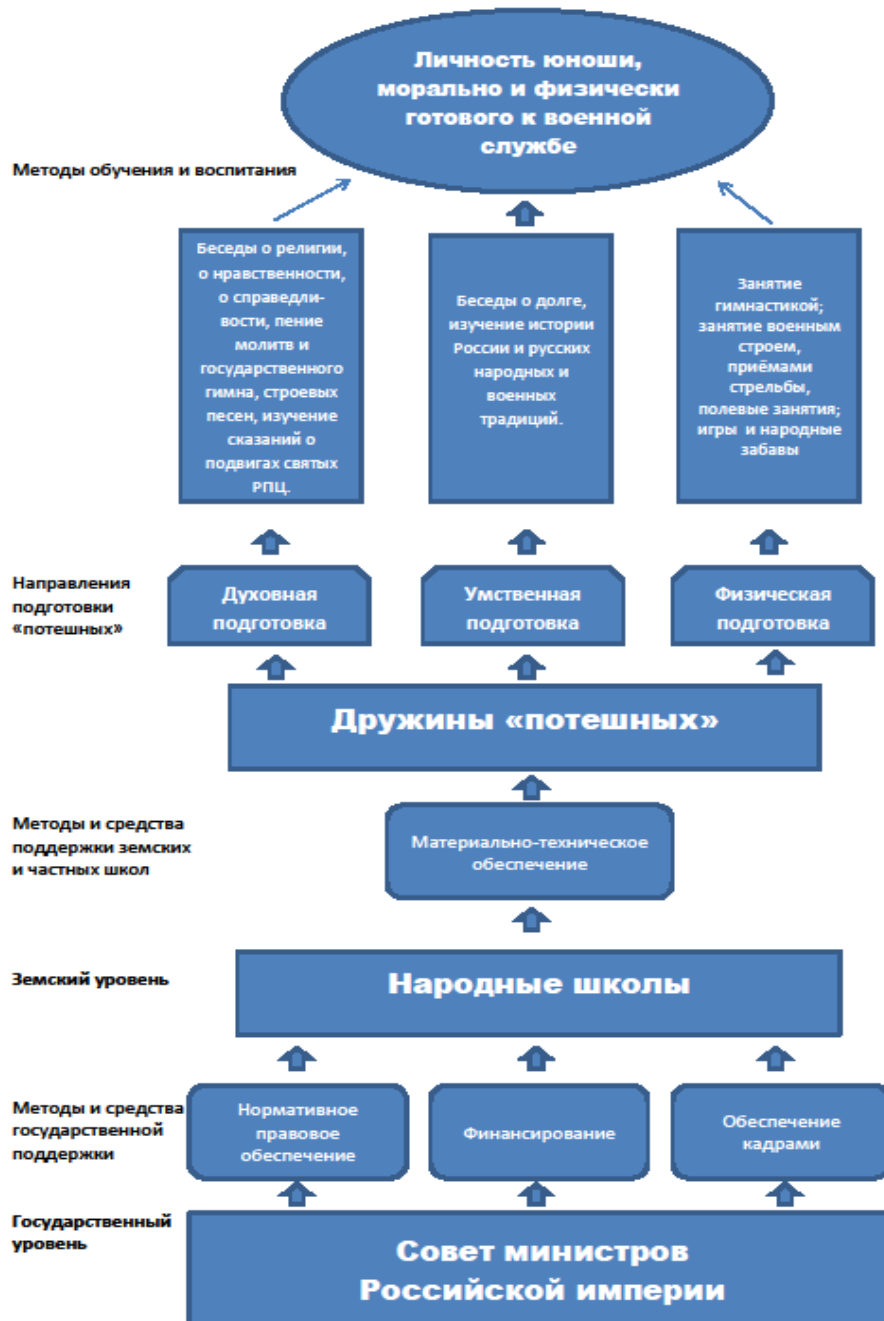 Личность юноши,
морально и физически
готового к военной
службе
Методы обучения и воспитания
Беседы о религии,
о нравственности,
о справедли-
вости, пение
молитв и
государственного
гимна, строевых
песен, изучение
сказаний о
подвигах святых
РПЦ.
Беседы о долге,
изучение истории
России и русских
народных и
военных
традиций.
Занятие
гимнастикой;
занятие военным
строем,
приёмами
стрельбы,
полевые занятия;
игры и народные
забавы
Направления
подготовки
«потешных»
Духовная
подготовка
Умственная
подготовка
Физическая
подготовка
Дружины «потешных»
Методы и средства
поддержки земских
и частных школ
Материально-техническое
обеспечение
Земский уровень
Народные школы
Методы и средства
государственной
поддержки
Нормативное
правовое
обеспечение
Финансирование
Обеспечение
кадрами
Государственный
уровень
Совет министров
Российской империи